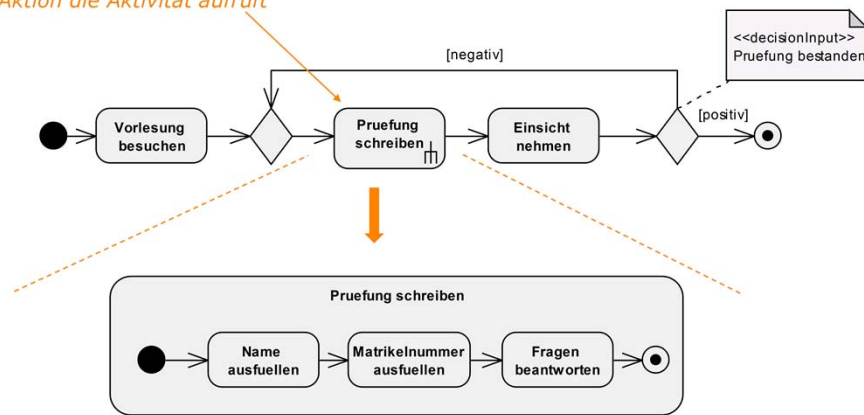 Aktion die Aktivität aufruft
<<decisionInput>>
Pruefung bestanden
[negativ]
[positiv]
Vorlesung
besuchen
Pruefung
schreiben
Einsicht
nehmen
Pruefung schreiben
Name
ausfuellen
Matrikelnummer
ausfuellen
Fragen
beantworten